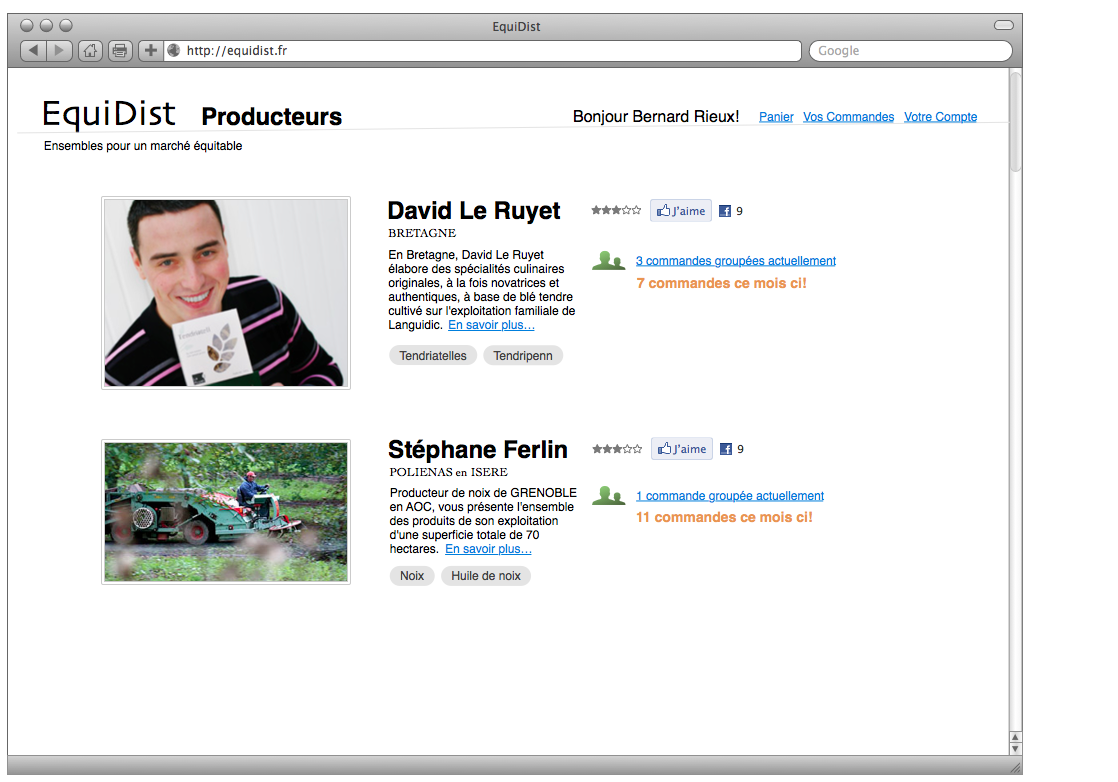 EquiDist
http://equidist.fr
Google
EquiDist Producteurs
Bonjour Bernard Rieux! Panier Vos Commandes Votre Compte
Ensembles pour un marché équitable
David Le Ruyet
J'aime 9
BRETAGNE
En Bretagne, David Le Ruyet
élabore des spécialités culinaires
originales, à la fois novatrices et
authentiques, à base de blé tendre
cultivé sur l'exploitation familiale de
Languidic. En savoir plus…
3 commandes groupées actuellement
7 commandes ce mois ci!
Tendriatelles Tendripenn
Stéphane Ferlin
J'aime 9
POLIENAS en ISERE
Producteur de noix de GRENOBLE
en AOC, vous présente l'ensemble
des produits de son exploitation
d'une superficie totale de 70
hectares. En savoir plus…
1 commande groupée actuellement
11 commandes ce mois ci!
Noix Huile de noix